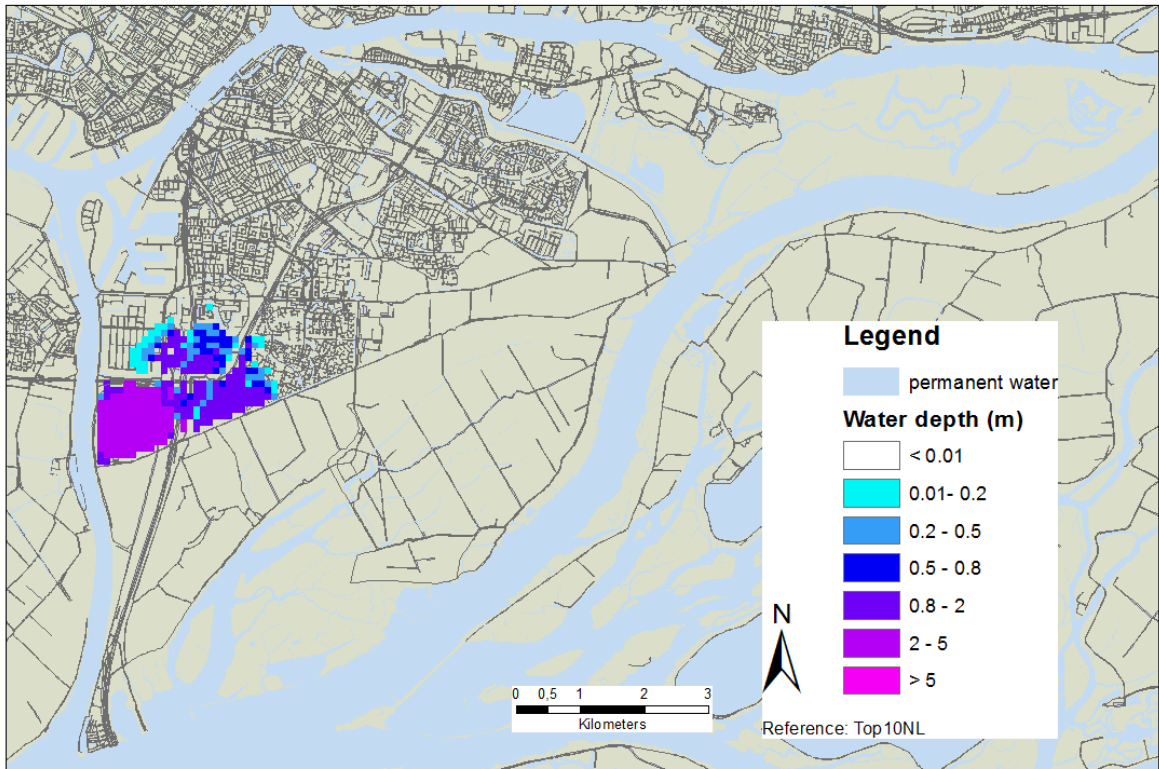 Legend
permanent water
Water depth (m)
< 0.01
0.01- 0.2
0.2 - 0.5
0.5 - 0.8
0.8 - 2
2 - 5
> 5
N
0 0,5 1 2 3
Kilometers
Reference: Top10NL